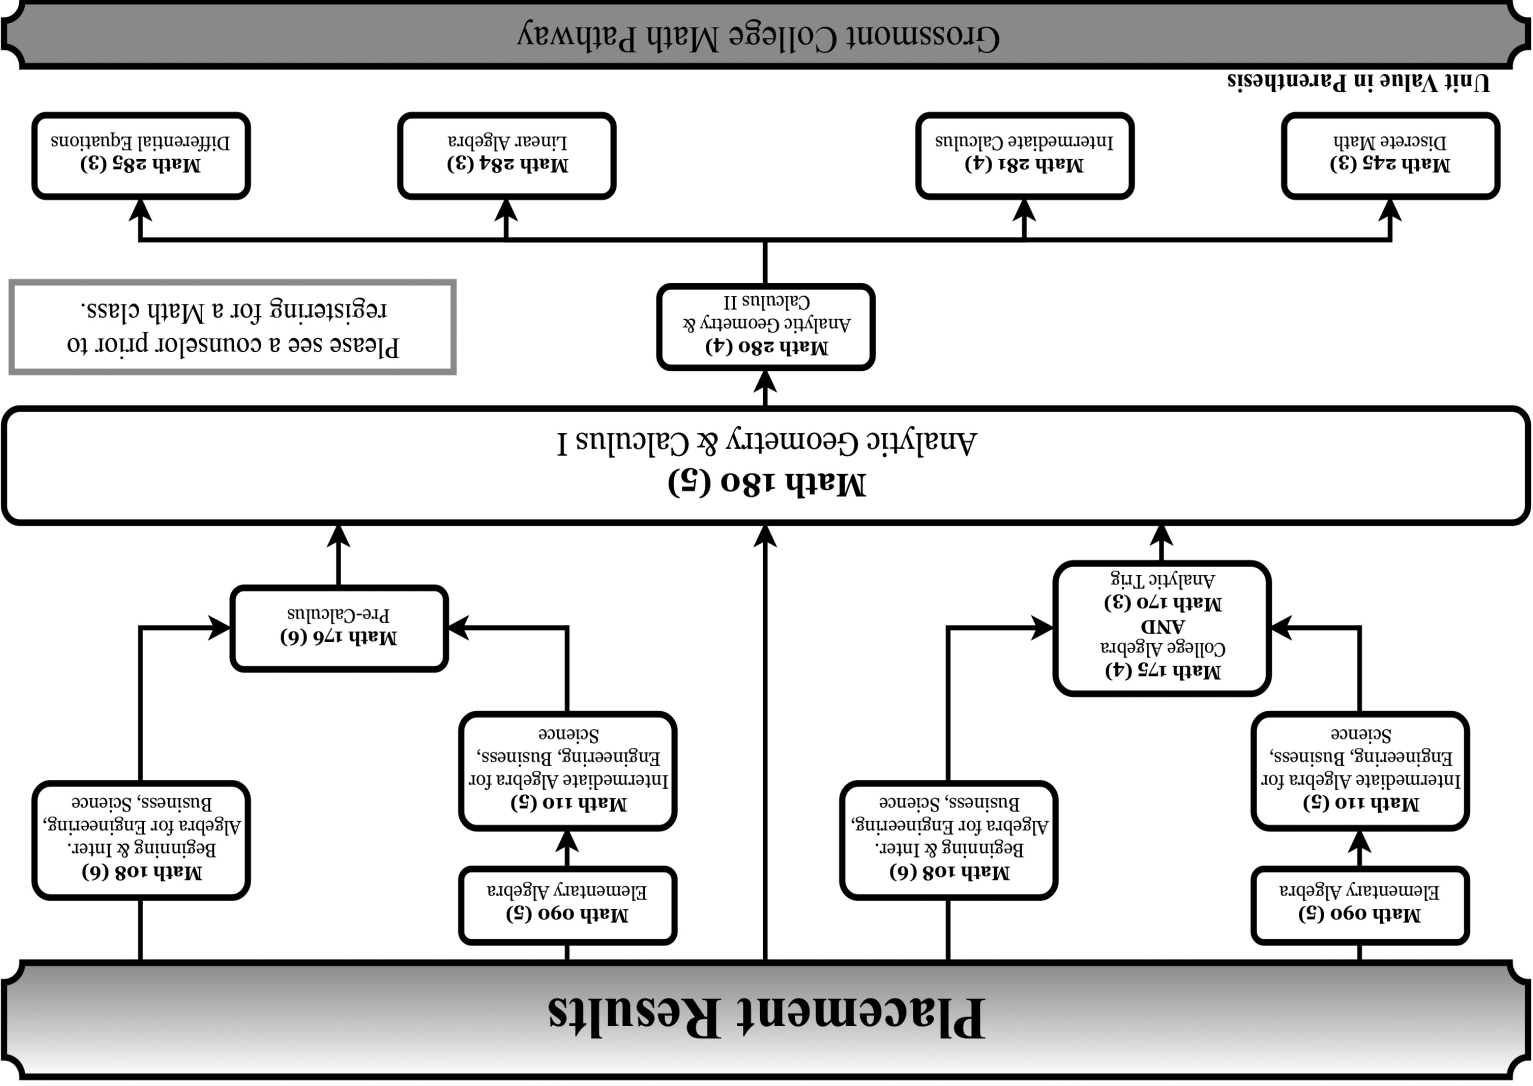 Placement Results
Math 090 (5)
Elementary Algebra
Math 108 (6)
Beginning & Inter.
Algebra for Engineering,
Business, Science
Math 090 (5)
Elementary Algebra
Math 108 (6)
Beginning & Inter.
Algebra for Engineering,
Business, Science
Math 110 (5)
Intermediate Algebra for
Engineering, Business,
Science
Math 110 (5)
Intermediate Algebra for
Engineering, Business,
Science
Math 175 (4)
College Algebra
AND
Math 170 (3)
Analytic Trig
Math 176 (6)
Pre-Calculus
Math 180 (5)
Analytic Geometry & Calculus I
Math 280 (4)
Analytic Geometry &
Calculus II
Please see a counselor prior to
registering for a Math class.
Math 245 (3)
Discrete Math
Math 281 (4)
Intermediate Calculus
Math 284 (3)
Linear Algebra
Math 285 (3)
Differential Equations
Unit Value in Parenthesis
Grossmont College Math Pathway